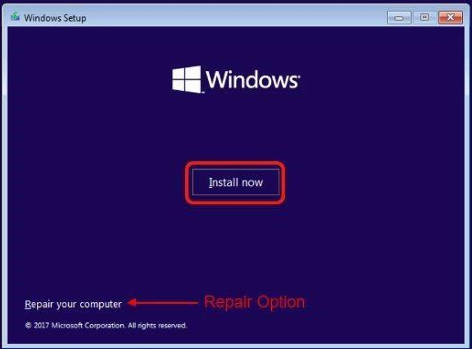 Windows Setup
Windows
Install now
Repair your computer
Repair Option
© 2017 Microsoft Corporation. All rights reserved.